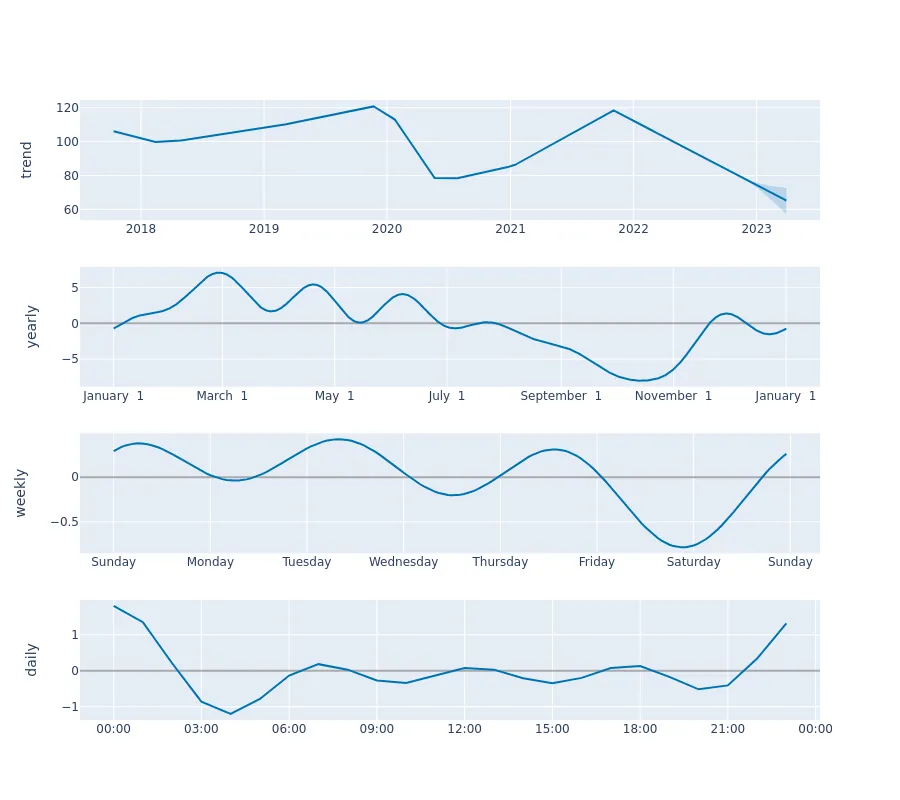 trend
120
100
80
60
2018 2019 2020 2021 2022 2023
yearly
5
0
−5
January 1 March 1 May 1 July 1 September 1 November 1 January 1
weekly
0
−0.5
Sunday Monday Tuesday Wednesday Thursday Friday Saturday Sunday
daily
1
0
−1
00:00 03:00 06:00 09:00 12:00 15:00 18:00 21:00 00:00